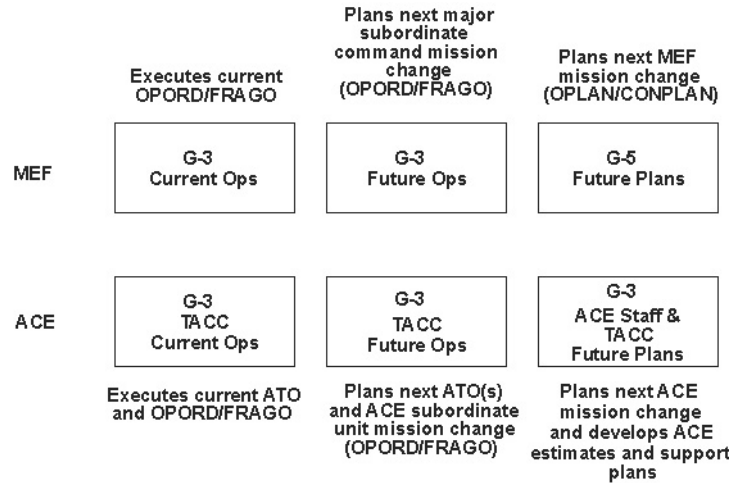 Executes current
OPORD/FRAGO
Plans next major
subordinate
command mission
change
(OPORD/FRAGO)
Plans next MEF
mission change
(OPLAN/CONPLAN)
MEF
G-3
Current Ops
G-3
Future Ops
G-5
Future Plans
ACE
G-3
TACC
Current Ops
G-3
TACC
Future Ops
G-3
ACE Staff &
TACC
Future Plans
Executes current ATO
and OPORD/FRAGO
Plans next ATO(s)
and ACE subordinate
unit mission change
(OPORD/FRAGO)
Plans next ACE
mission change
and develops ACE
estimates and support
plans